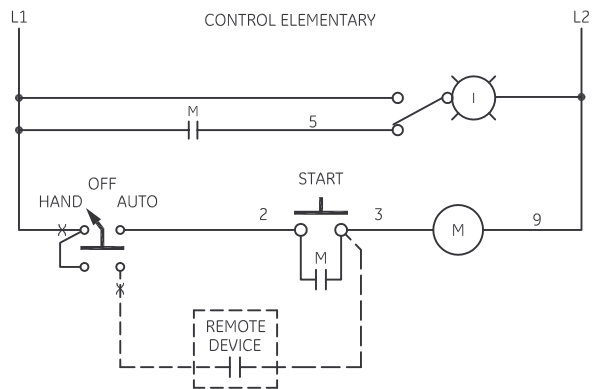 L1
CONTROL ELEMENTARY
L2
M
I
5
START
OFF
HAND
AUTO
2
3
M
9
M
REMOTE
DEVICE